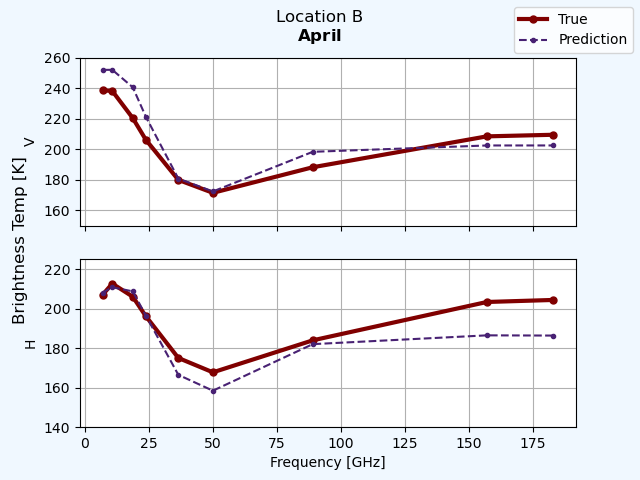 Location B
April
True
Prediction
260
240
220
200
180
160
V
Brightness Temp [K]
220
200
180
160
140
H
0 25 50 75 100 125 150 175
Frequency [GHz]